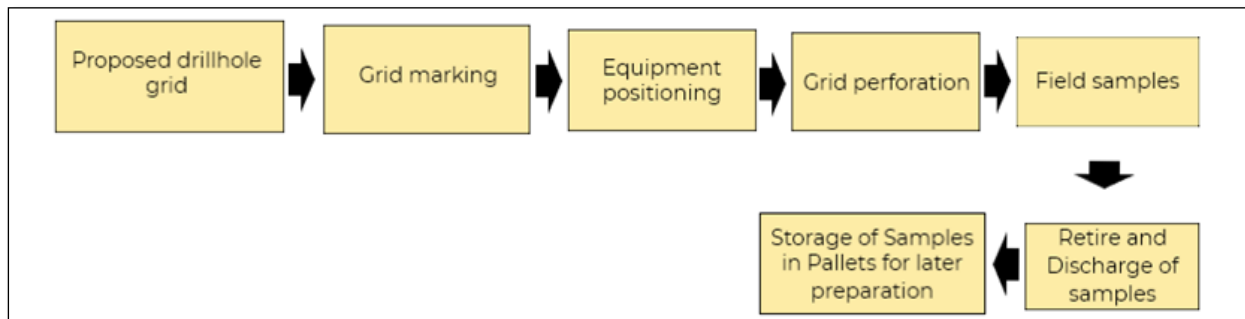 Proposed drillhole
grid
Grid marking
Equipment
positioning
Grid perforation
Field samples
Retire and
Discharge of
samples
Storage of Samples
in Pallets for later
preparation